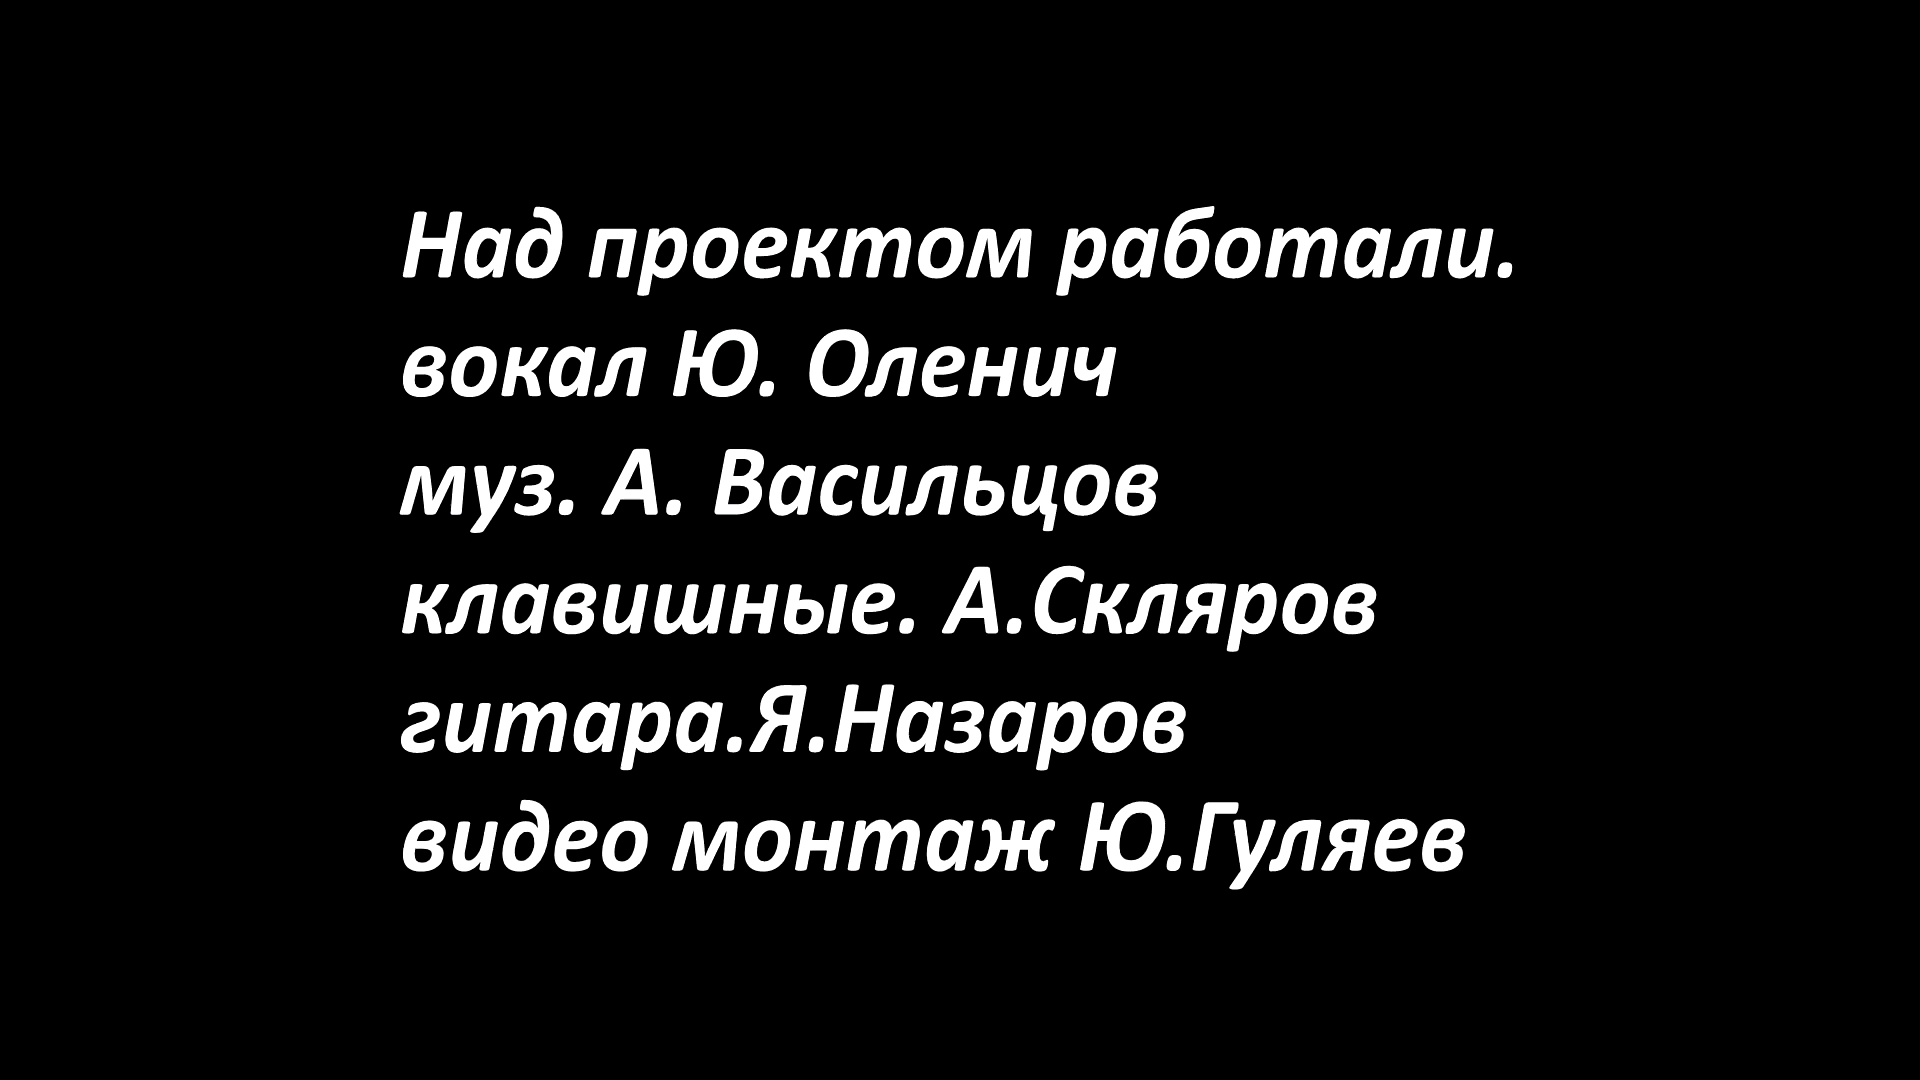 Над проектом работали.
вокал Ю. Оленич
муз. А. Васильцов
клавишные. А.Скляров
гитара.Я.Назаров
видео монтаж Ю.Гуляев